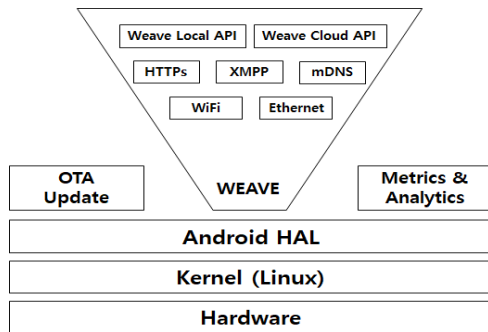 Weave Local API
Weave Cloud API
HTTPs
XMPP
mDNS
WiFi
Ethernet
OTA
Update
WEAVE
Metrics &
Analytics
Android HAL
Kernel (Linux)
Hardware